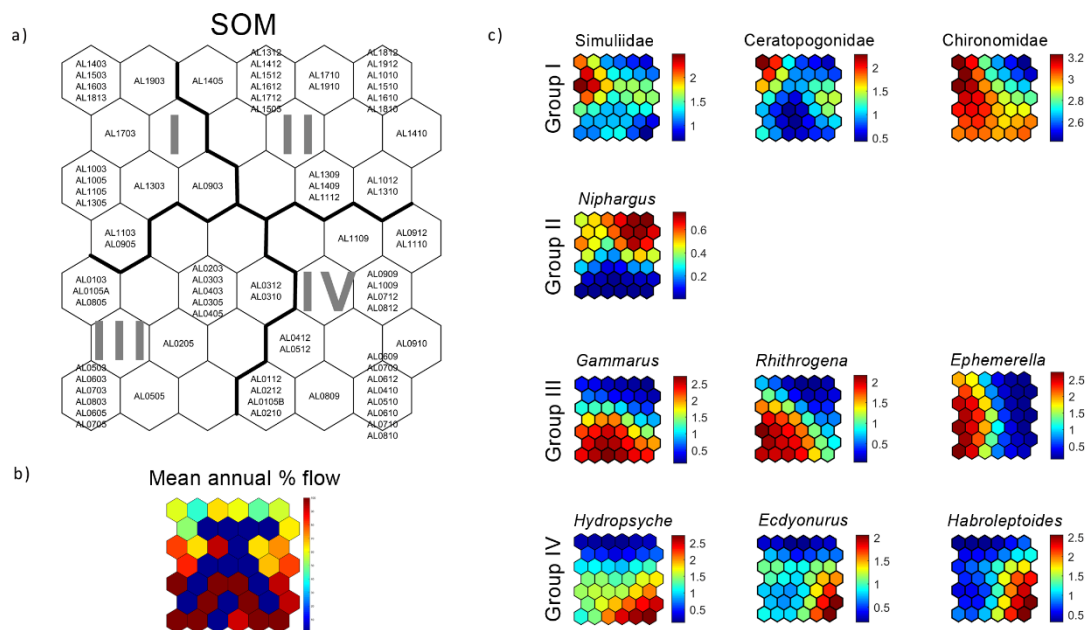 SOM
a)
AL1403
AL1503
AL1603
AL1813
AL1903
AL1405
AL1312
AL1412
AL1512
AL1612
AL1712
AL1505
AL1710
AL1910
AL1812
AL1912
AL1010
AL1510
AL1610
AL1810
AL1703
I
II
AL1410
AL1003
AL1005
AL1105
AL1305
AL1303
AL0903
AL1309
AL1409
AL1112
AL1012
AL1310
AL1103
AL0905
AL1109
AL0912
AL1110
AL0103
AL0105A
AL0805
AL0203
AL0303
AL0403
AL0305
AL0405
AL0312
AL0310
IV
AL0909
AL1009
AL0712
AL0812
III
AL0205
AL0412
AL0512
AL0910
AL0503
AL0603
AL0703
AL0803
AL0605
AL0705
AL0505
AL0112
AL0212
AL0105B
AL0210
AL0809
AL0609
AL0709
AL0612
AL0410
AL0510
AL0610
AL0710
AL0810
b)
Mean annual % flow
c)
Group I
Simuliidae
2
1.5
1
Ceratopogonidae
2
1.5
1
0.5
Chironomidae
3.2
3
2.8
2.6
Group II
Niphargus
0.6
0.4
0.2
Group III
Gammarus
2.5
2
1.5
1
0.5
Rhithrogena
2
1.5
1
0.5
Ephemerella
2.5
2
1.5
1
0.5
Group IV
Hydropsyche
2.5
2
1.5
1
0.5
Ecdyonurus
2
1.5
1
0.5
Habroleptoides
2.5
2
1.5
1
0.5